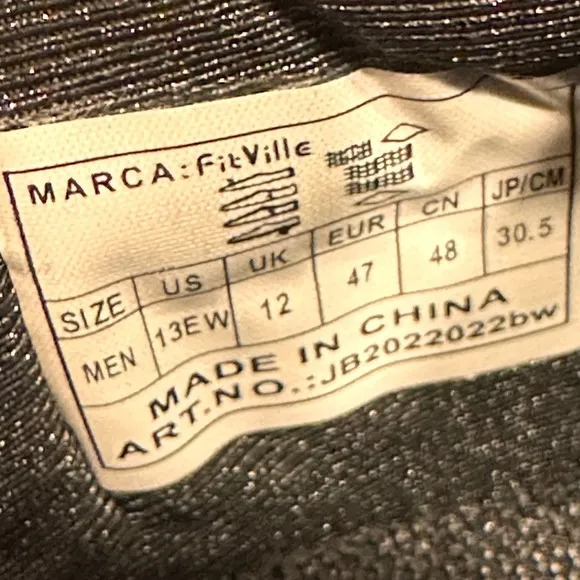 MARCA: FitVille
SIZE US UK EUR CN JP/CM
MEN 13EW 12 47 48 30.5
MADE IN CHINA
ART.NO.:JB2022022bw